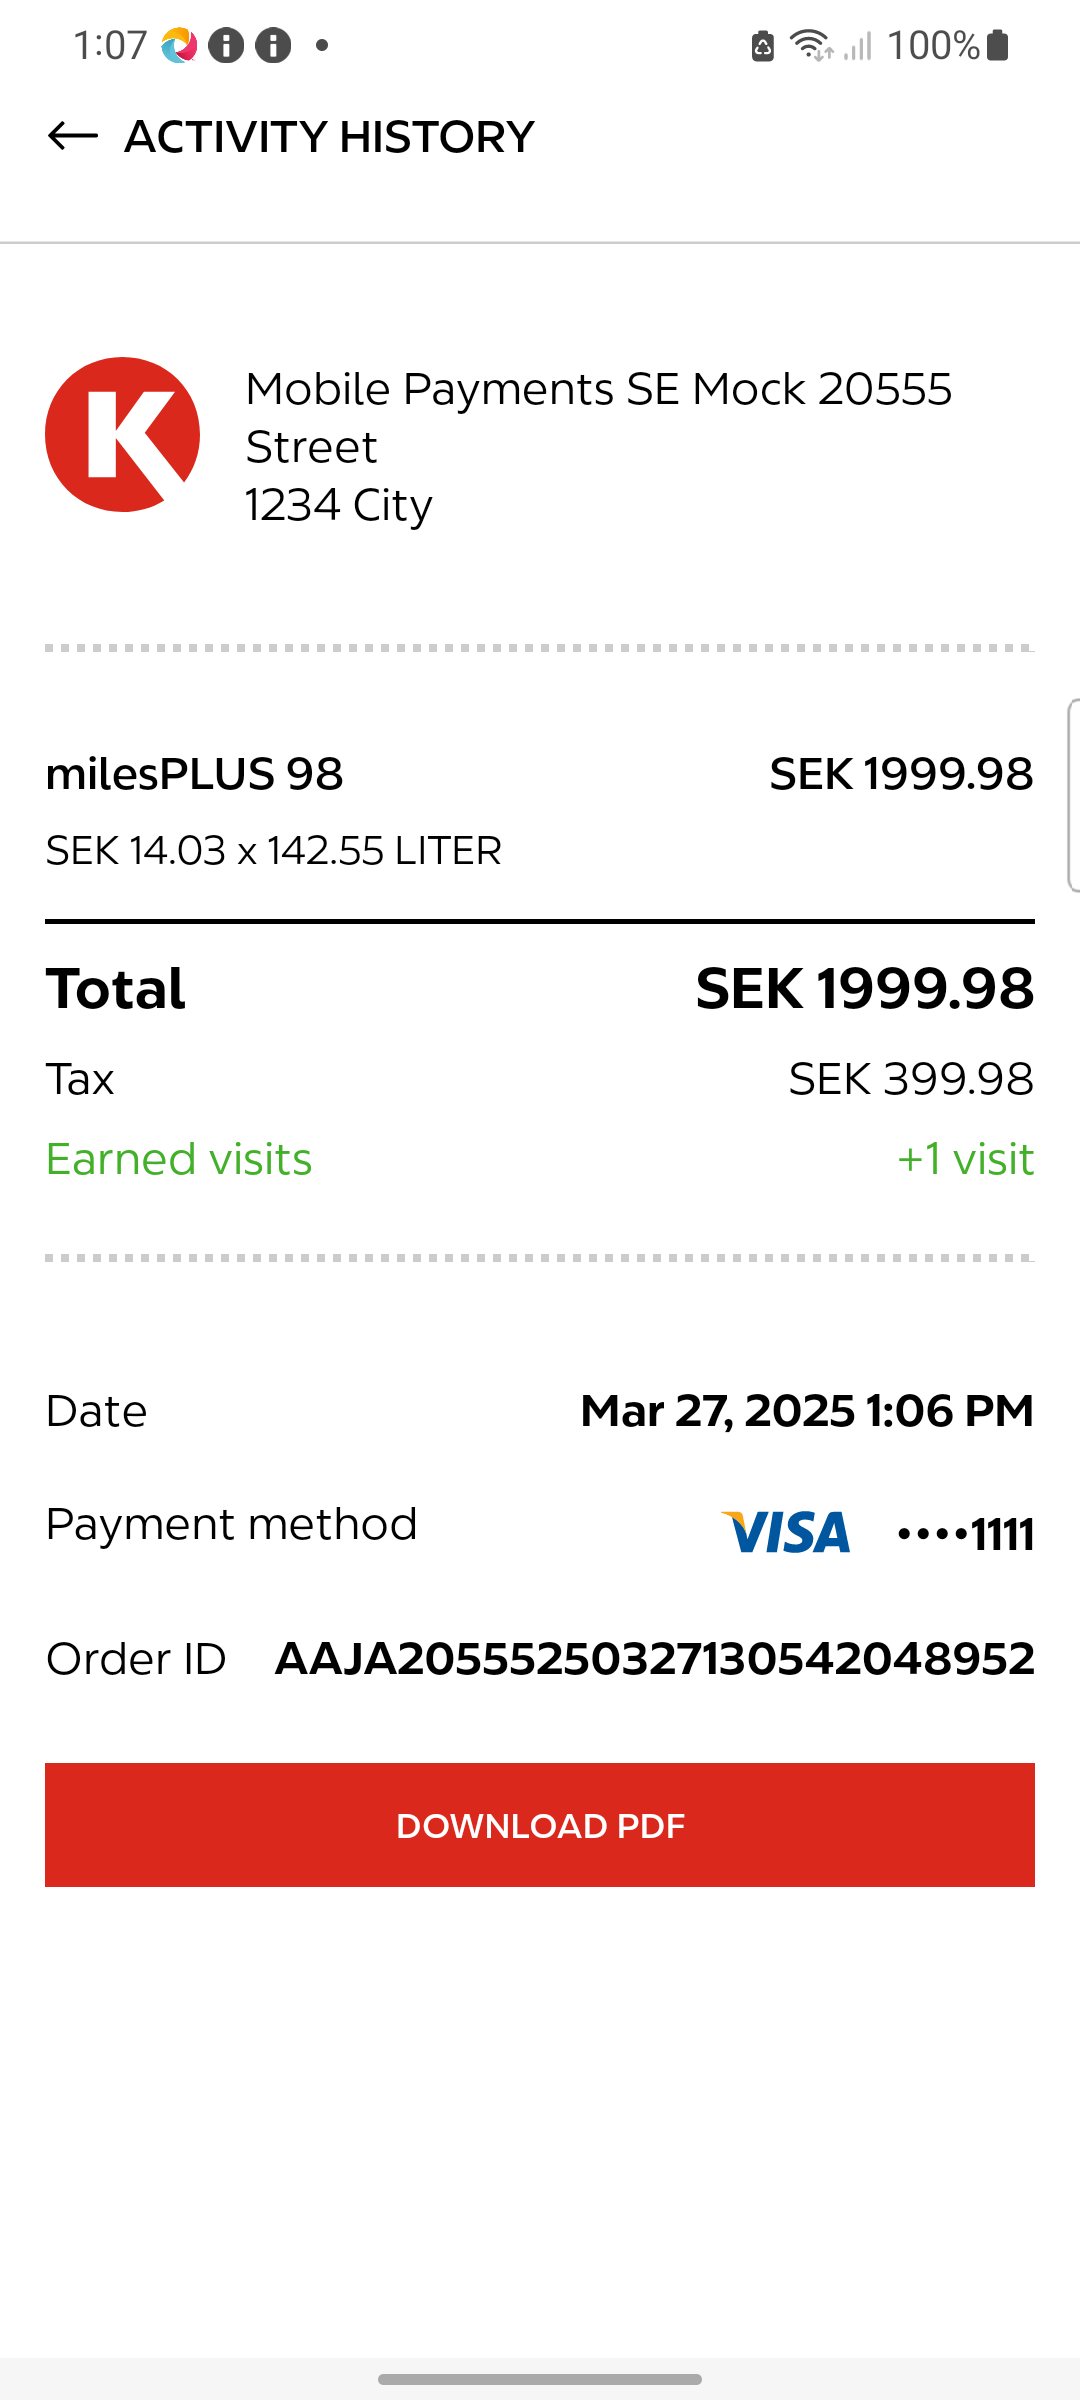 1:07 100%
ACTIVITY HISTORY
Mobile Payments SE Mock 20555
Street
1234 City
milesPLUS 98 SEK 1999.98
SEK 14.03 x 142.55 LITER
Total SEK 1999.98
Tax SEK 399.98
Earned visits +1 visit
Date Mar 27, 2025 1:06 PM
Payment method VISA ••••1111
Order ID AAJA20555250327130542048952
DOWNLOAD PDF